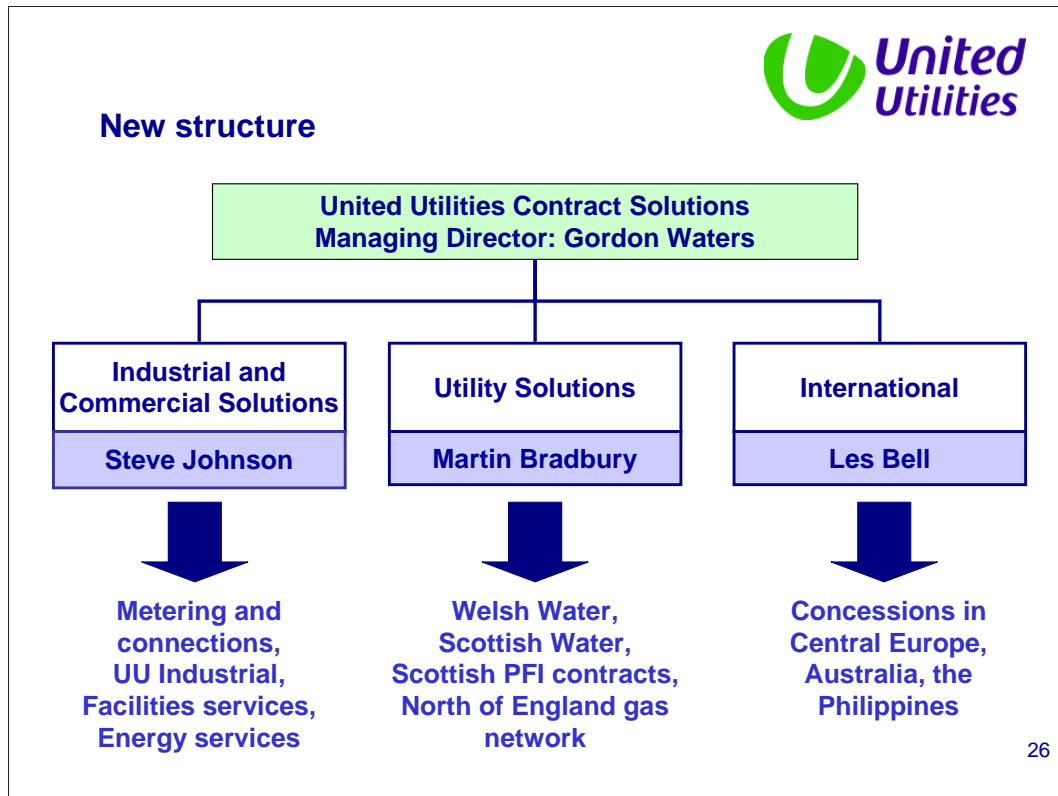 United
Utilities
New structure
United Utilities Contract Solutions
Managing Director: Gordon Waters
Industrial and
Commercial Solutions
Steve Johnson
Utility Solutions
Martin Bradbury
International
Les Bell
Metering and
connections,
UU Industrial,
Facilities services,
Energy services
Welsh Water,
Scottish Water,
Scottish PFI contracts,
North of England gas
network
Concessions in
Central Europe,
Australia, the
Philippines
26